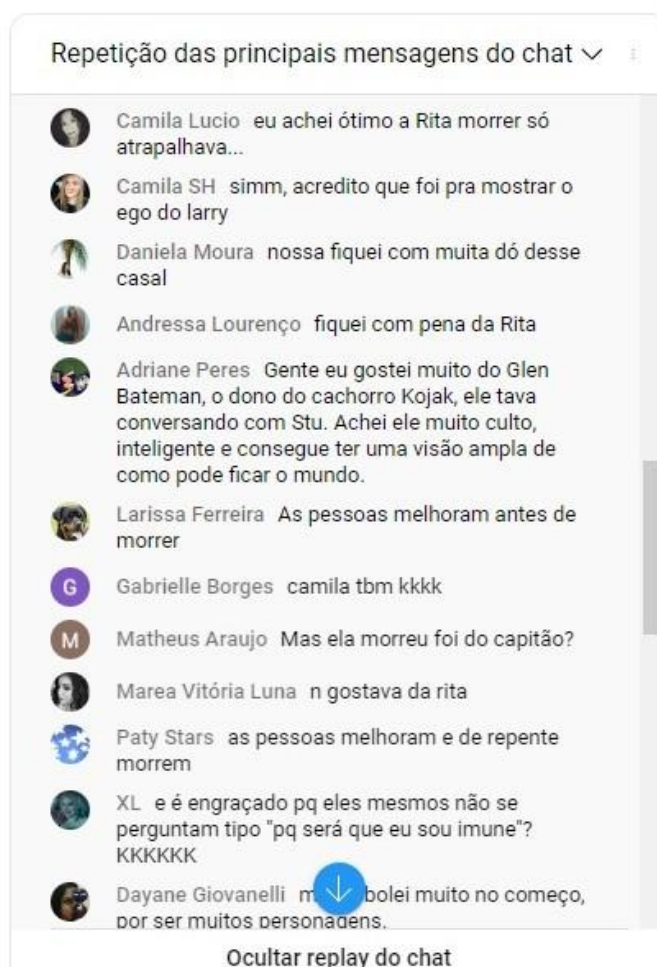 Repetição das principais mensagens do chat
Camila Lucio eu achei ótimo a Rita morrer só
atrapalhava...
Camila SH simm, acredito que foi pra mostrar o
ego do larry
Daniela Moura nossa fiquei com muita dó desse
casal
Andressa Lourenço fiquei com pena da Rita
Adriane Peres Gente eu gostei muito do Glen
Bateman, o dono do cachorro Kojak, ele tava
conversando com Stu. Achei ele muito culto,
inteligente e consegue ter uma visão ampla de
como pode ficar o mundo.
Larissa Ferreira As pessoas melhoram antes de
morrer
G Gabrielle Borges camila tbm kkkk
M Matheus Araujo Mas ela morreu foi do capitão?
Marea Vitória Luna n gostava da rita
Paty Stars as pessoas melhoram e de repente
morrem
XL e é engraçado pq eles mesmos não se
perguntam tipo "pq será que eu sou imune"?
KKKKKK
Dayane Giovanelli bolei muito no começo,
por ser muitos personagens.
Ocultar replay do chat